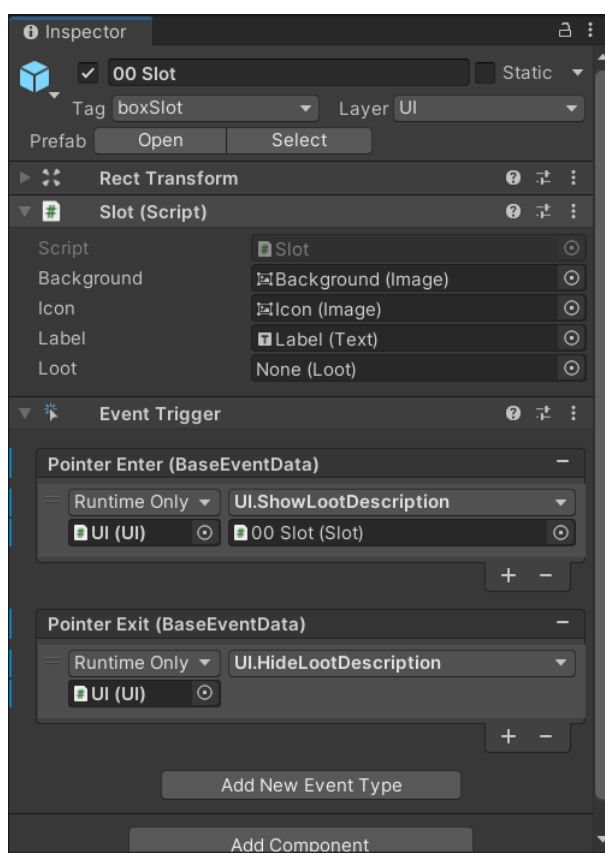 Inspector
00 Slot
Static
Tag boxSlot Layer UI
Prefab Open Select
Rect Transform
# Slot (Script)
Script # Slot
Background Background (Image)
Icon Icon (Image)
Label T Label (Text)
Loot None (Loot)
Event Trigger
Pointer Enter (BaseEventData)
Runtime Only UI.ShowLootDescription
# UI (UI) # 00 Slot (Slot)
+ −
Pointer Exit (BaseEventData)
Runtime Only UI.HideLootDescription
# UI (UI)
+ −
Add New Event Type
Add Component